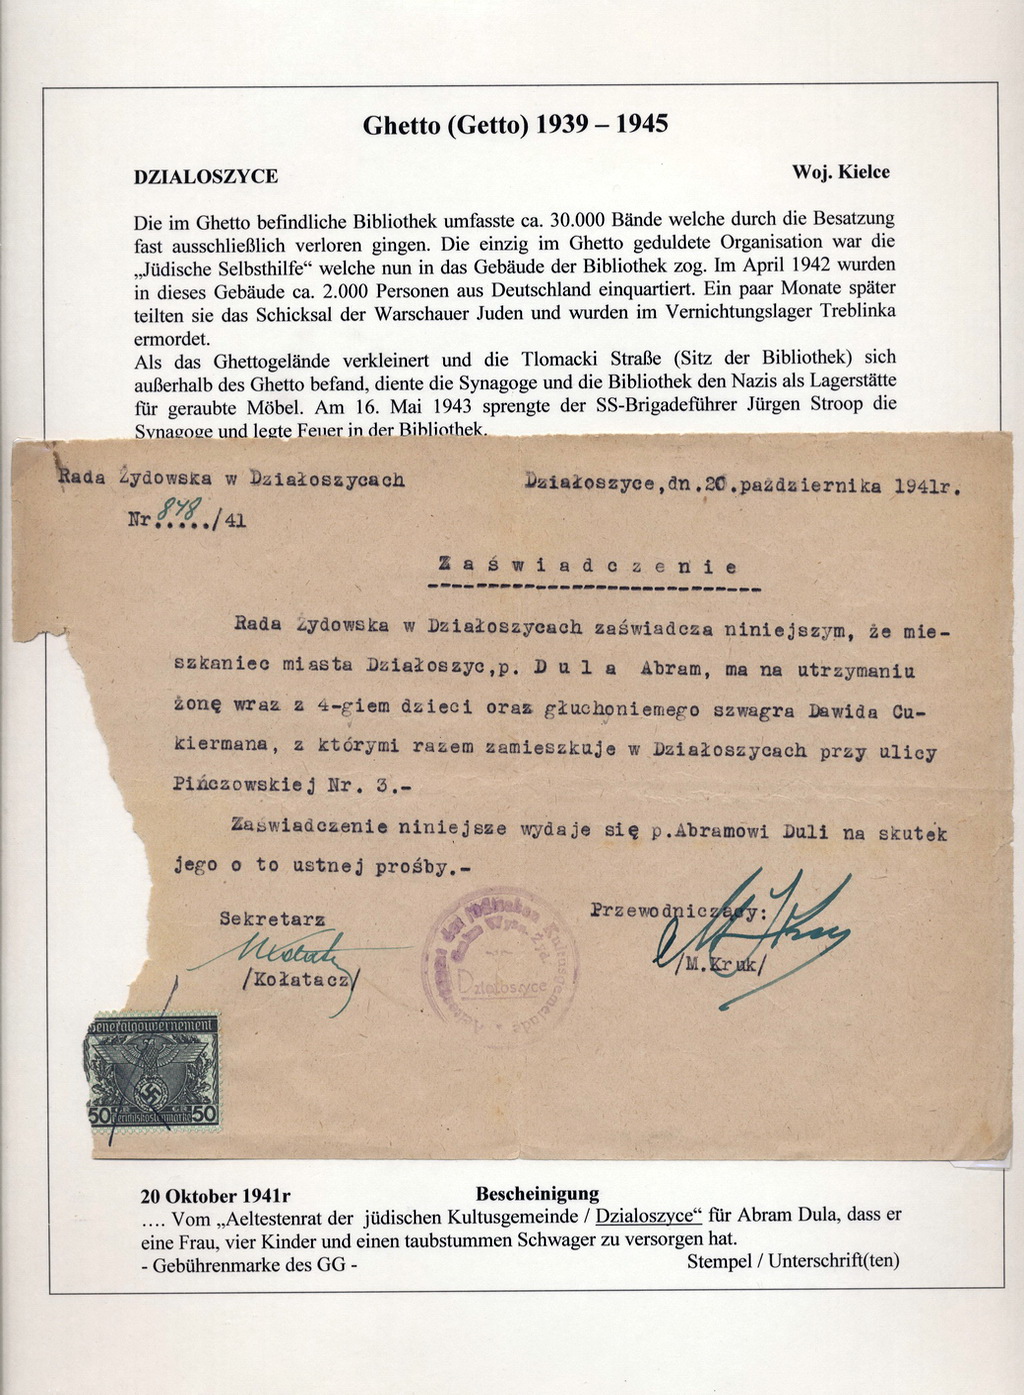 Ghetto (Getto) 1939 – 1945
DZIALOSZYCE Woj. Kielce
Die im Ghetto befindliche Bibliothek umfasste ca. 30.000 Bände welche durch die Besatzung
fast ausschließlich verloren gingen. Die einzig im Ghetto geduldete Organisation war die
„Jüdische Selbsthilfe“ welche nun in das Gebäude der Bibliothek zog. Im April 1942 wurden
in dieses Gebäude ca. 2.000 Personen aus Deutschland einquartiert. Ein paar Monate später
teilten sie das Schicksal der Warschauer Juden und wurden im Vernichtungslager Treblinka
ermordet.
Als das Ghettogelände verkleinert und die Tlomacki Straße (Sitz der Bibliothek) sich
außerhalb des Ghetto befand, diente die Synagoge und die Bibliothek den Nazis als Lagerstätte
für geraubte Möbel. Am 16. Mai 1943 sprengte der SS-Brigadeführer Jürgen Stroop die
Synagoge und legte Feuer in der Bibliothek.
Rada Żydowska w Działoszycach Działoszyce,dn.20.października 1941r.
Nr.848../41
Zaświadczenie
Rada Żydowska w Działoszycach zaświadcza niniejszym, że mie-
szkaniec miasta Działoszyc,p. Dula Abram, ma na utrzymaniu
żonę wraz z 4-giem dzieci oraz głuchoniemego szwagra Dawida Cu-
kiermana, z którymi razem zamieszkuje w Działoszycach przy ulicy
Pińczowskiej Nr. 3.-
Zaświadczenie niniejsze wydaje się p.Abramowi Duli na skutek
jego o to ustnej prośby.-
Sekretarz Przewodniczący:
/Kołatacz/ /M.Kruk/
Aeltestenrat der jüdischen Kultusgemeinde
Gmina Wyzn. Żyd.
Działoszyce
Generalgouvernement
50 GR GR 50
Gerichtskostenmarke
20 Oktober 1941r Bescheinigung
…. Vom „Aeltestenrat der jüdischen Kultusgemeinde / Dzialoszyce“ für Abram Dula, dass er
eine Frau, vier Kinder und einen taubstummen Schwager zu versorgen hat.
- Gebührenmarke des GG - Stempel / Unterschrift(ten)